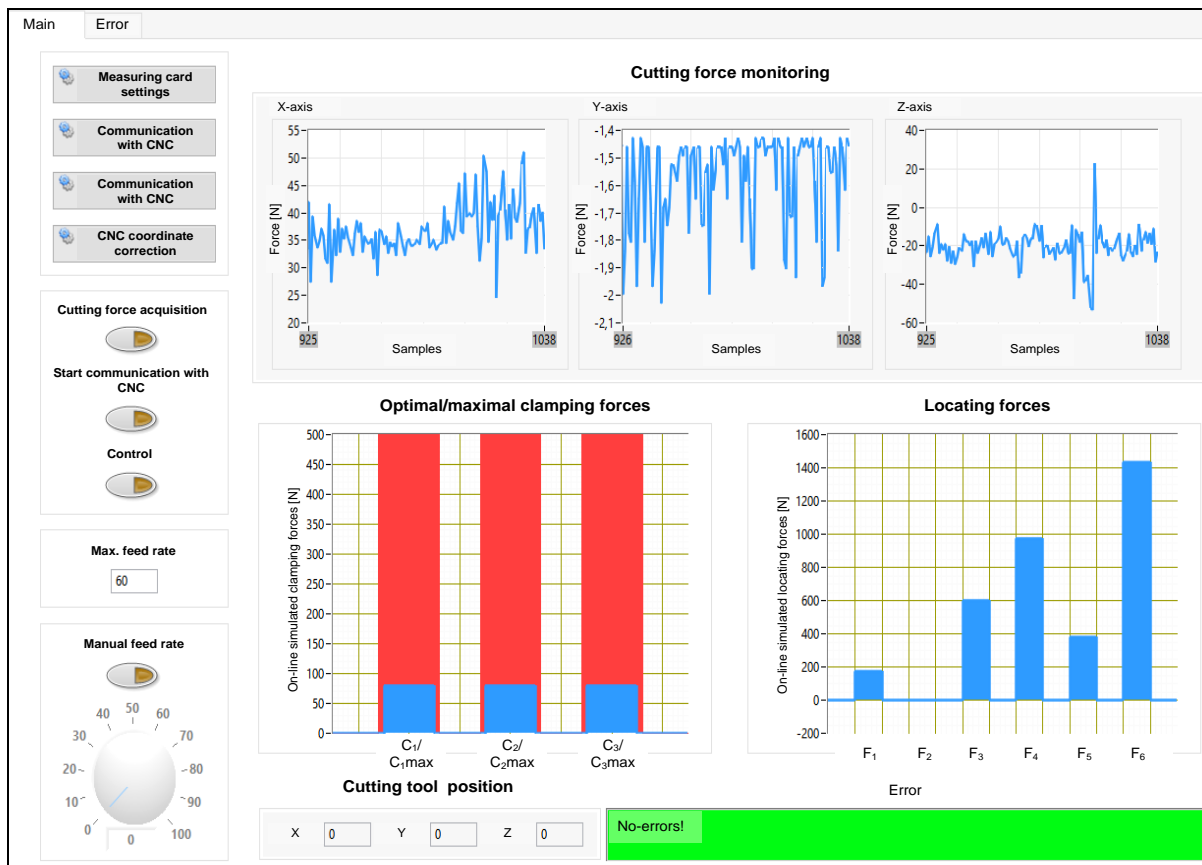 Main
Error
Measuring card
settings
Communication
with CNC
Communication
with CNC
CNC coordinate
correction
Cutting force acquisition
Start communication with
CNC
Control
Max. feed rate
60
Manual feed rate
0
10
20
30
40
50
60
70
80
90
100
0
Cutting force monitoring
X-axis
Force [N]
55
50
45
40
35
30
25
20
925
1038
Samples
Y-axis
Force [N]
-1,4
-1,5
-1,6
-1,7
-1,8
-1,9
-2
-2,1
926
1038
Samples
Z-axis
Force [N]
40
20
0
-20
-40
-60
925
1038
Samples
Optimal/maximal clamping forces
On-line simulated clamping forces [N]
500
450
400
350
300
250
200
150
100
50
0
C₁/
C₁max
C₂/
C₂max
C₃/
C₃max
Locating forces
On-line simulated locating forces [N]
1600
1400
1200
1000
800
600
400
200
0
-200
F₁
F₂
F₃
F₄
F₅
F₆
Cutting tool position
X 0 Y 0 Z 0
Error
No-errors!